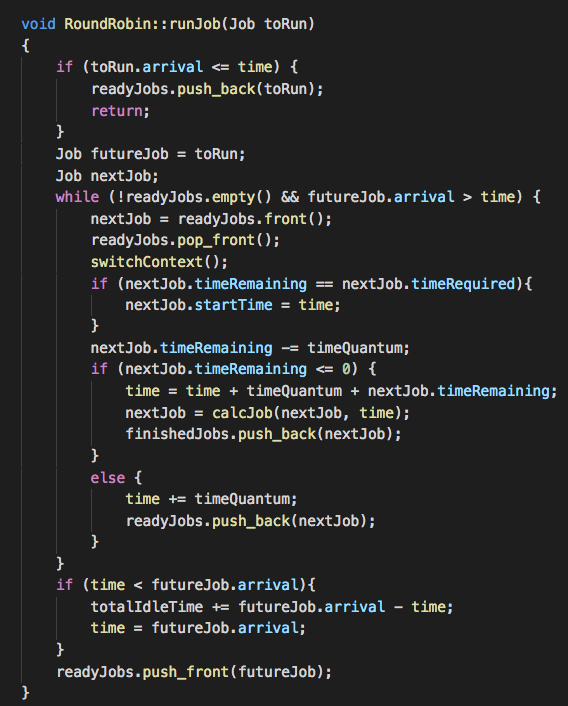 void RoundRobin::runJob(Job toRun)
{
    if (toRun.arrival <= time) {
        readyJobs.push_back(toRun);
        return;
    }
    Job futureJob = toRun;
    Job nextJob;
    while (!readyJobs.empty() && futureJob.arrival > time) {
        nextJob = readyJobs.front();
        readyJobs.pop_front();
        switchContext();
        if (nextJob.timeRemaining == nextJob.timeRequired){
            nextJob.startTime = time;
        }
        nextJob.timeRemaining -= timeQuantum;
        if (nextJob.timeRemaining <= 0) {
            time = time + timeQuantum + nextJob.timeRemaining;
            nextJob = calcJob(nextJob, time);
            finishedJobs.push_back(nextJob);
        }
        else {
            time += timeQuantum;
            readyJobs.push_back(nextJob);
        }
    }
    if (time < futureJob.arrival){
        totalIdleTime += futureJob.arrival - time;
        time = futureJob.arrival;
    }
    readyJobs.push_front(futureJob);
}